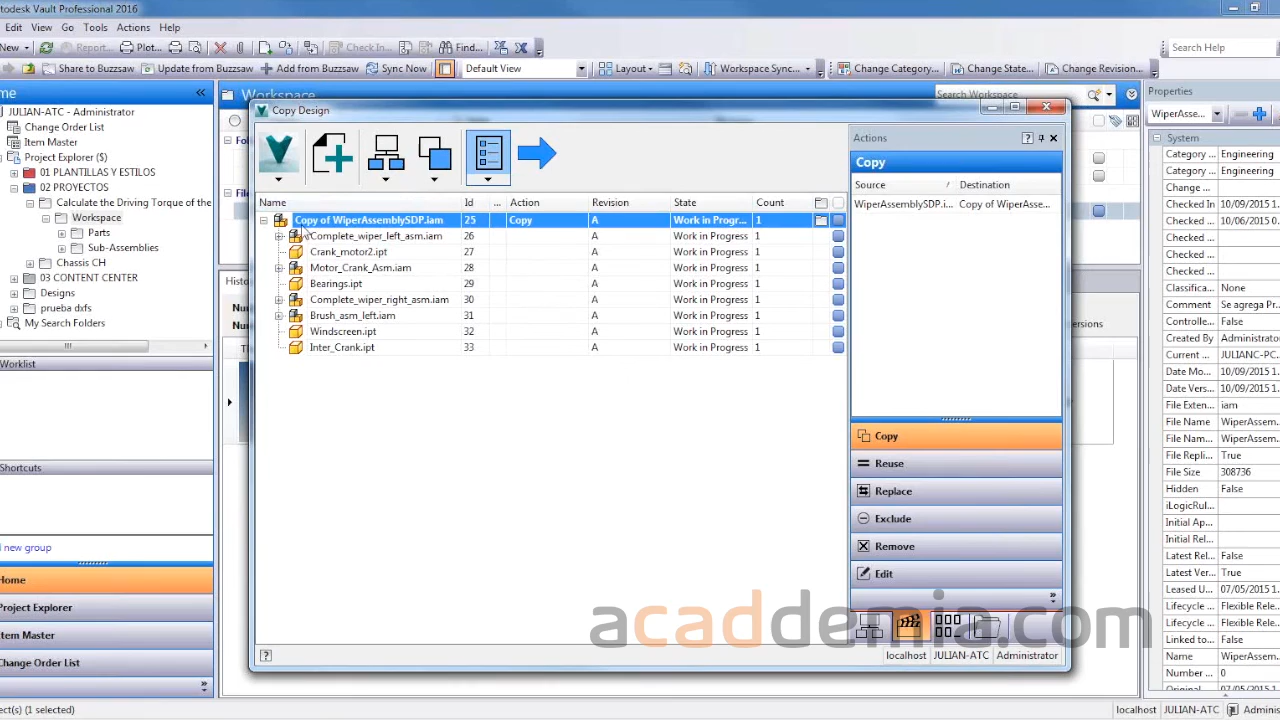 utodesk Vault Professional 2016
Edit View Go Tools Actions Help
New Report... Plot... Check In... Find... Search Help
Share to Buzzsaw Update from Buzzsaw Add from Buzzsaw Sync Now Default View Layout Workspace Sync... Change Category... Change State... Change Revision...
me
JULIAN-ATC - Administrator
Change Order List
Item Master
Project Explorer ($)
01 PLANTILLAS Y ESTILOS
02 PROYECTOS
Calculate the Driving Torque of the
Workspace
Parts
Sub-Assemblies
Chassis CH
03 CONTENT CENTER
Designs
prueba dxfs
My Search Folders
Worklist
Shortcuts
d new group
Home
Project Explorer
tem Master
Change Order List
ect(s) (1 selected)
Workspace
Search Workspace
Copy Design
Name Id ... Action Revision State Count
Copy of WiperAssemblySDP.iam 25 Copy A Work in Progr... 1
Complete_wiper_left_asm.iam 26 A Work in Progress 1
Crank_motor2.ipt 27 A Work in Progress 1
Motor_Crank_Asm.iam 28 A Work in Progress 1
Bearings.ipt 29 A Work in Progress 1
Complete_wiper_right_asm.iam 30 A Work in Progress 1
Brush_asm_left.iam 31 A Work in Progress 1
Windscreen.ipt 32 A Work in Progress 1
Inter_Crank.ipt 33 A Work in Progress 1
Actions
Copy
Source Destination
WiperAssemblySDP.i... Copy of WiperAsse...
Copy
Reuse
Replace
Exclude
Remove
Edit
acaddemia.com
localhost JULIAN-ATC Administrator
Properties
WiperAsse...
System
Category ... Engineering
Category ... Engineering
Change ...
Checked In 10/09/2015 1
Checked ... 10/06/2015 1
Checked ...
Checked ...
Checked ...
Classifica... None
Comment Se agrega Pr
Controlle... False
Created By Administrato
Current ... JULIANC-PC
Date Mo... 10/09/2015 1
Date Vers... 10/09/2015 1
File Exten... iam
File Name WiperAssem
File Nam... WiperAssem
File Repli... True
File Size 308736
Hidden False
iLogicRul...
Initial Ap...
Initial Rel...
Latest Rel... False
Latest Ver... True
Leased U... 07/05/2015 1
Lifecycle ... Flexible Rele
Lifecycle ... Flexible Rele
Linked to... False
Name WiperAssem
Number ... 0
localhost JULIAN-ATC Adminis